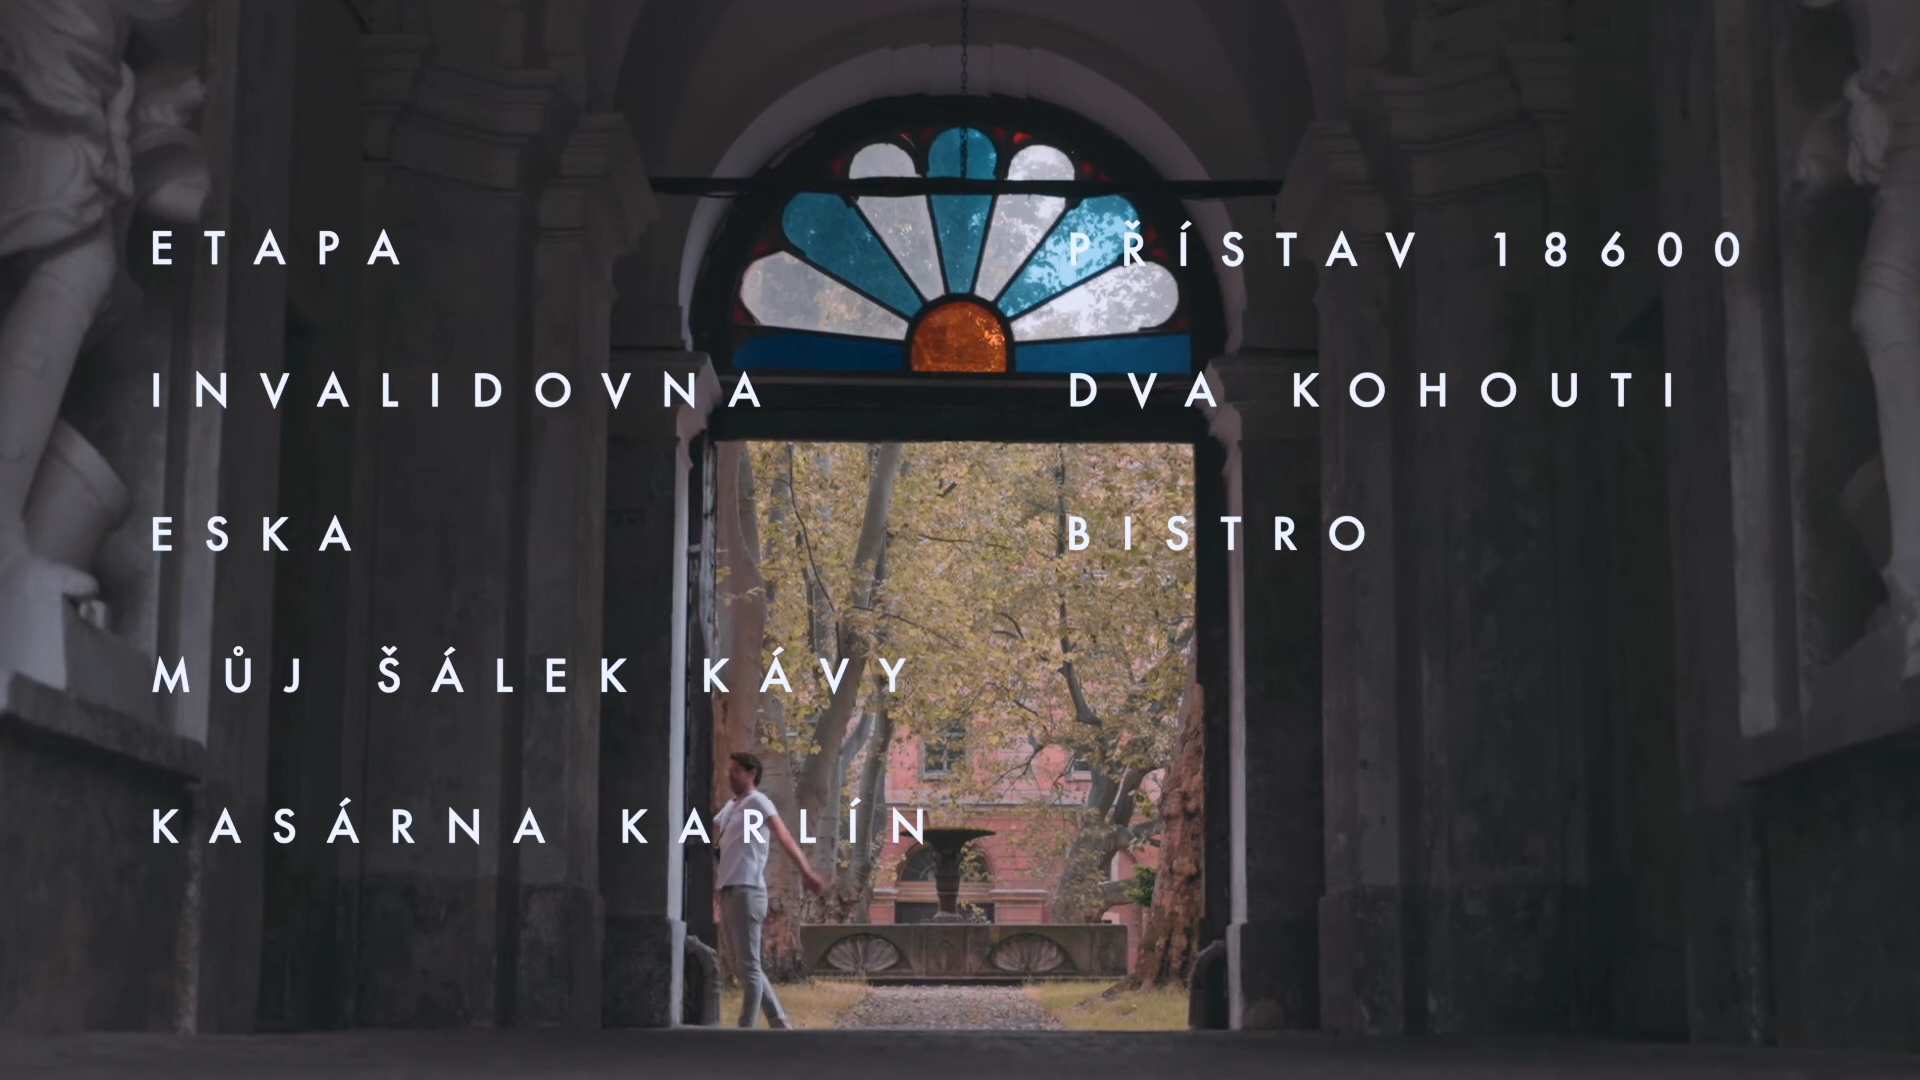 ETAPA
INVALIDOVNA
ESKA
MŮJ ŠÁLEK KÁVY
KASÁRNA KARLÍN
PŘÍSTAV 18600
DVA KOHOUTI
BISTRO